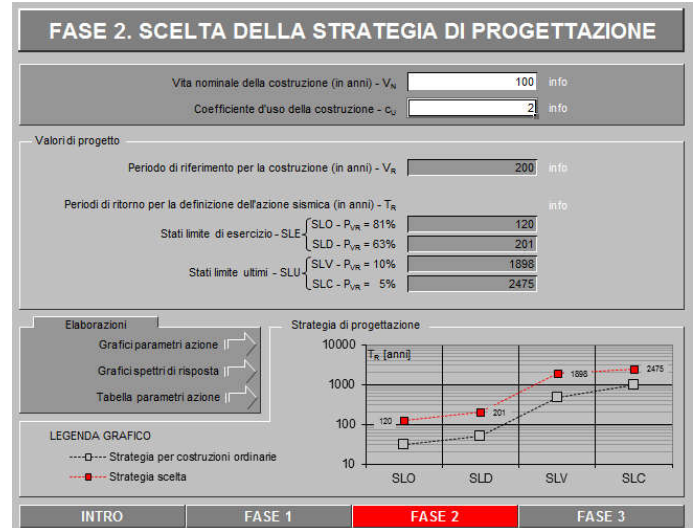 FASE 2. SCELTA DELLA STRATEGIA DI PROGETTAZIONE
Vita nominale della costruzione (in anni) - VN 100 info
Coefficiente d'uso della costruzione - cU 2 info
Valori di progetto
Periodo di riferimento per la costruzione (in anni) - VR 200 info
Periodi di ritorno per la definizione dell'azione sismica (in anni) - TR info
Stati limite di esercizio - SLE
SLO - PVR = 81% 120
SLD - PVR = 63% 201
Stati limite ultimi - SLU
SLV - PVR = 10% 1898
SLC - PVR = 5% 2475
Elaborazioni
Grafici parametri azione
Grafici spettri di risposta
Tabella parametri azione
LEGENDA GRAFICO
Strategia per costruzioni ordinarie
Strategia scelta
Strategia di progettazione
TR [anni]
10000
1000
100
10
120
201
1898
2475
SLO SLD SLV SLC
INTRO FASE 1 FASE 2 FASE 3